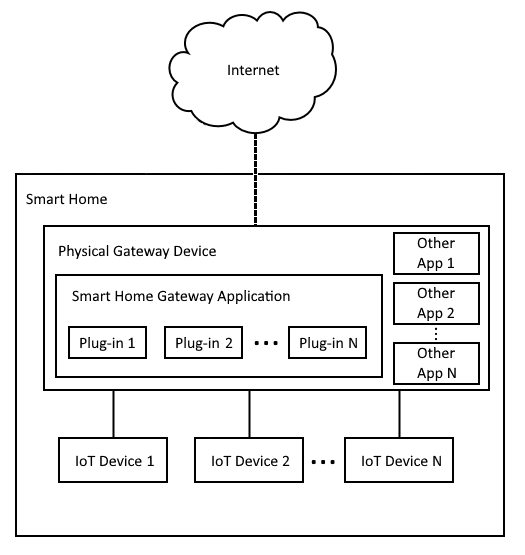 Internet
Smart Home
Physical Gateway Device
Other
App 1
Smart Home Gateway Application
Other
App 2
Plug-in 1
Plug-in 2
Plug-in N
Other
App N
IoT Device 1
IoT Device 2
IoT Device N